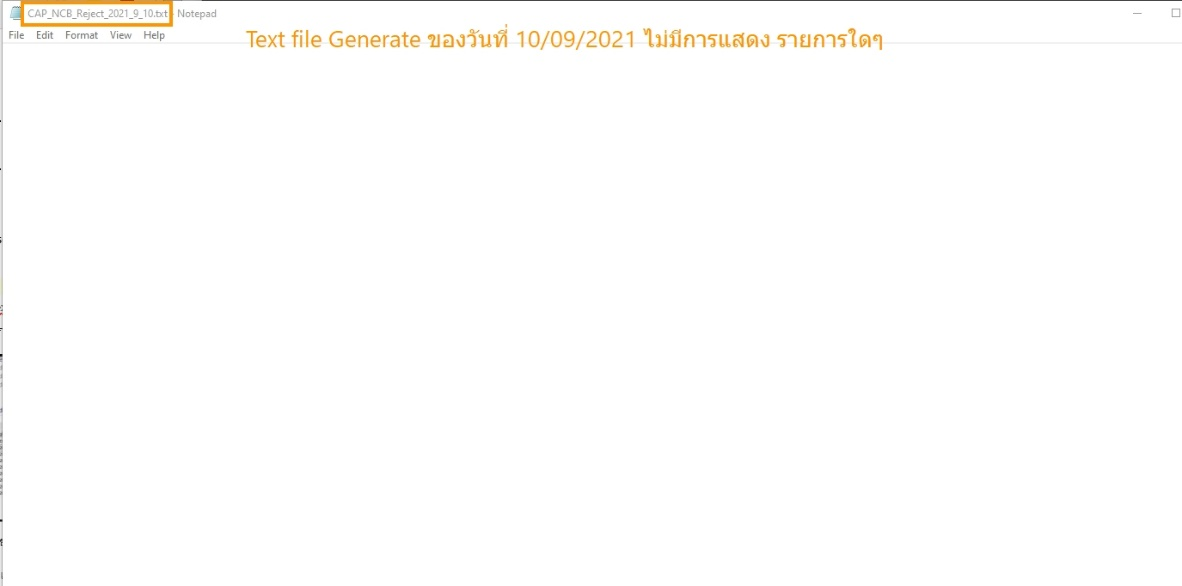 CAP_NCB_Reject_2021_9_10.txt - Notepad
File Edit Format View Help
Text file Generate ของวันที่ 10/09/2021 ไม่มีการแสดง รายการใดๆ